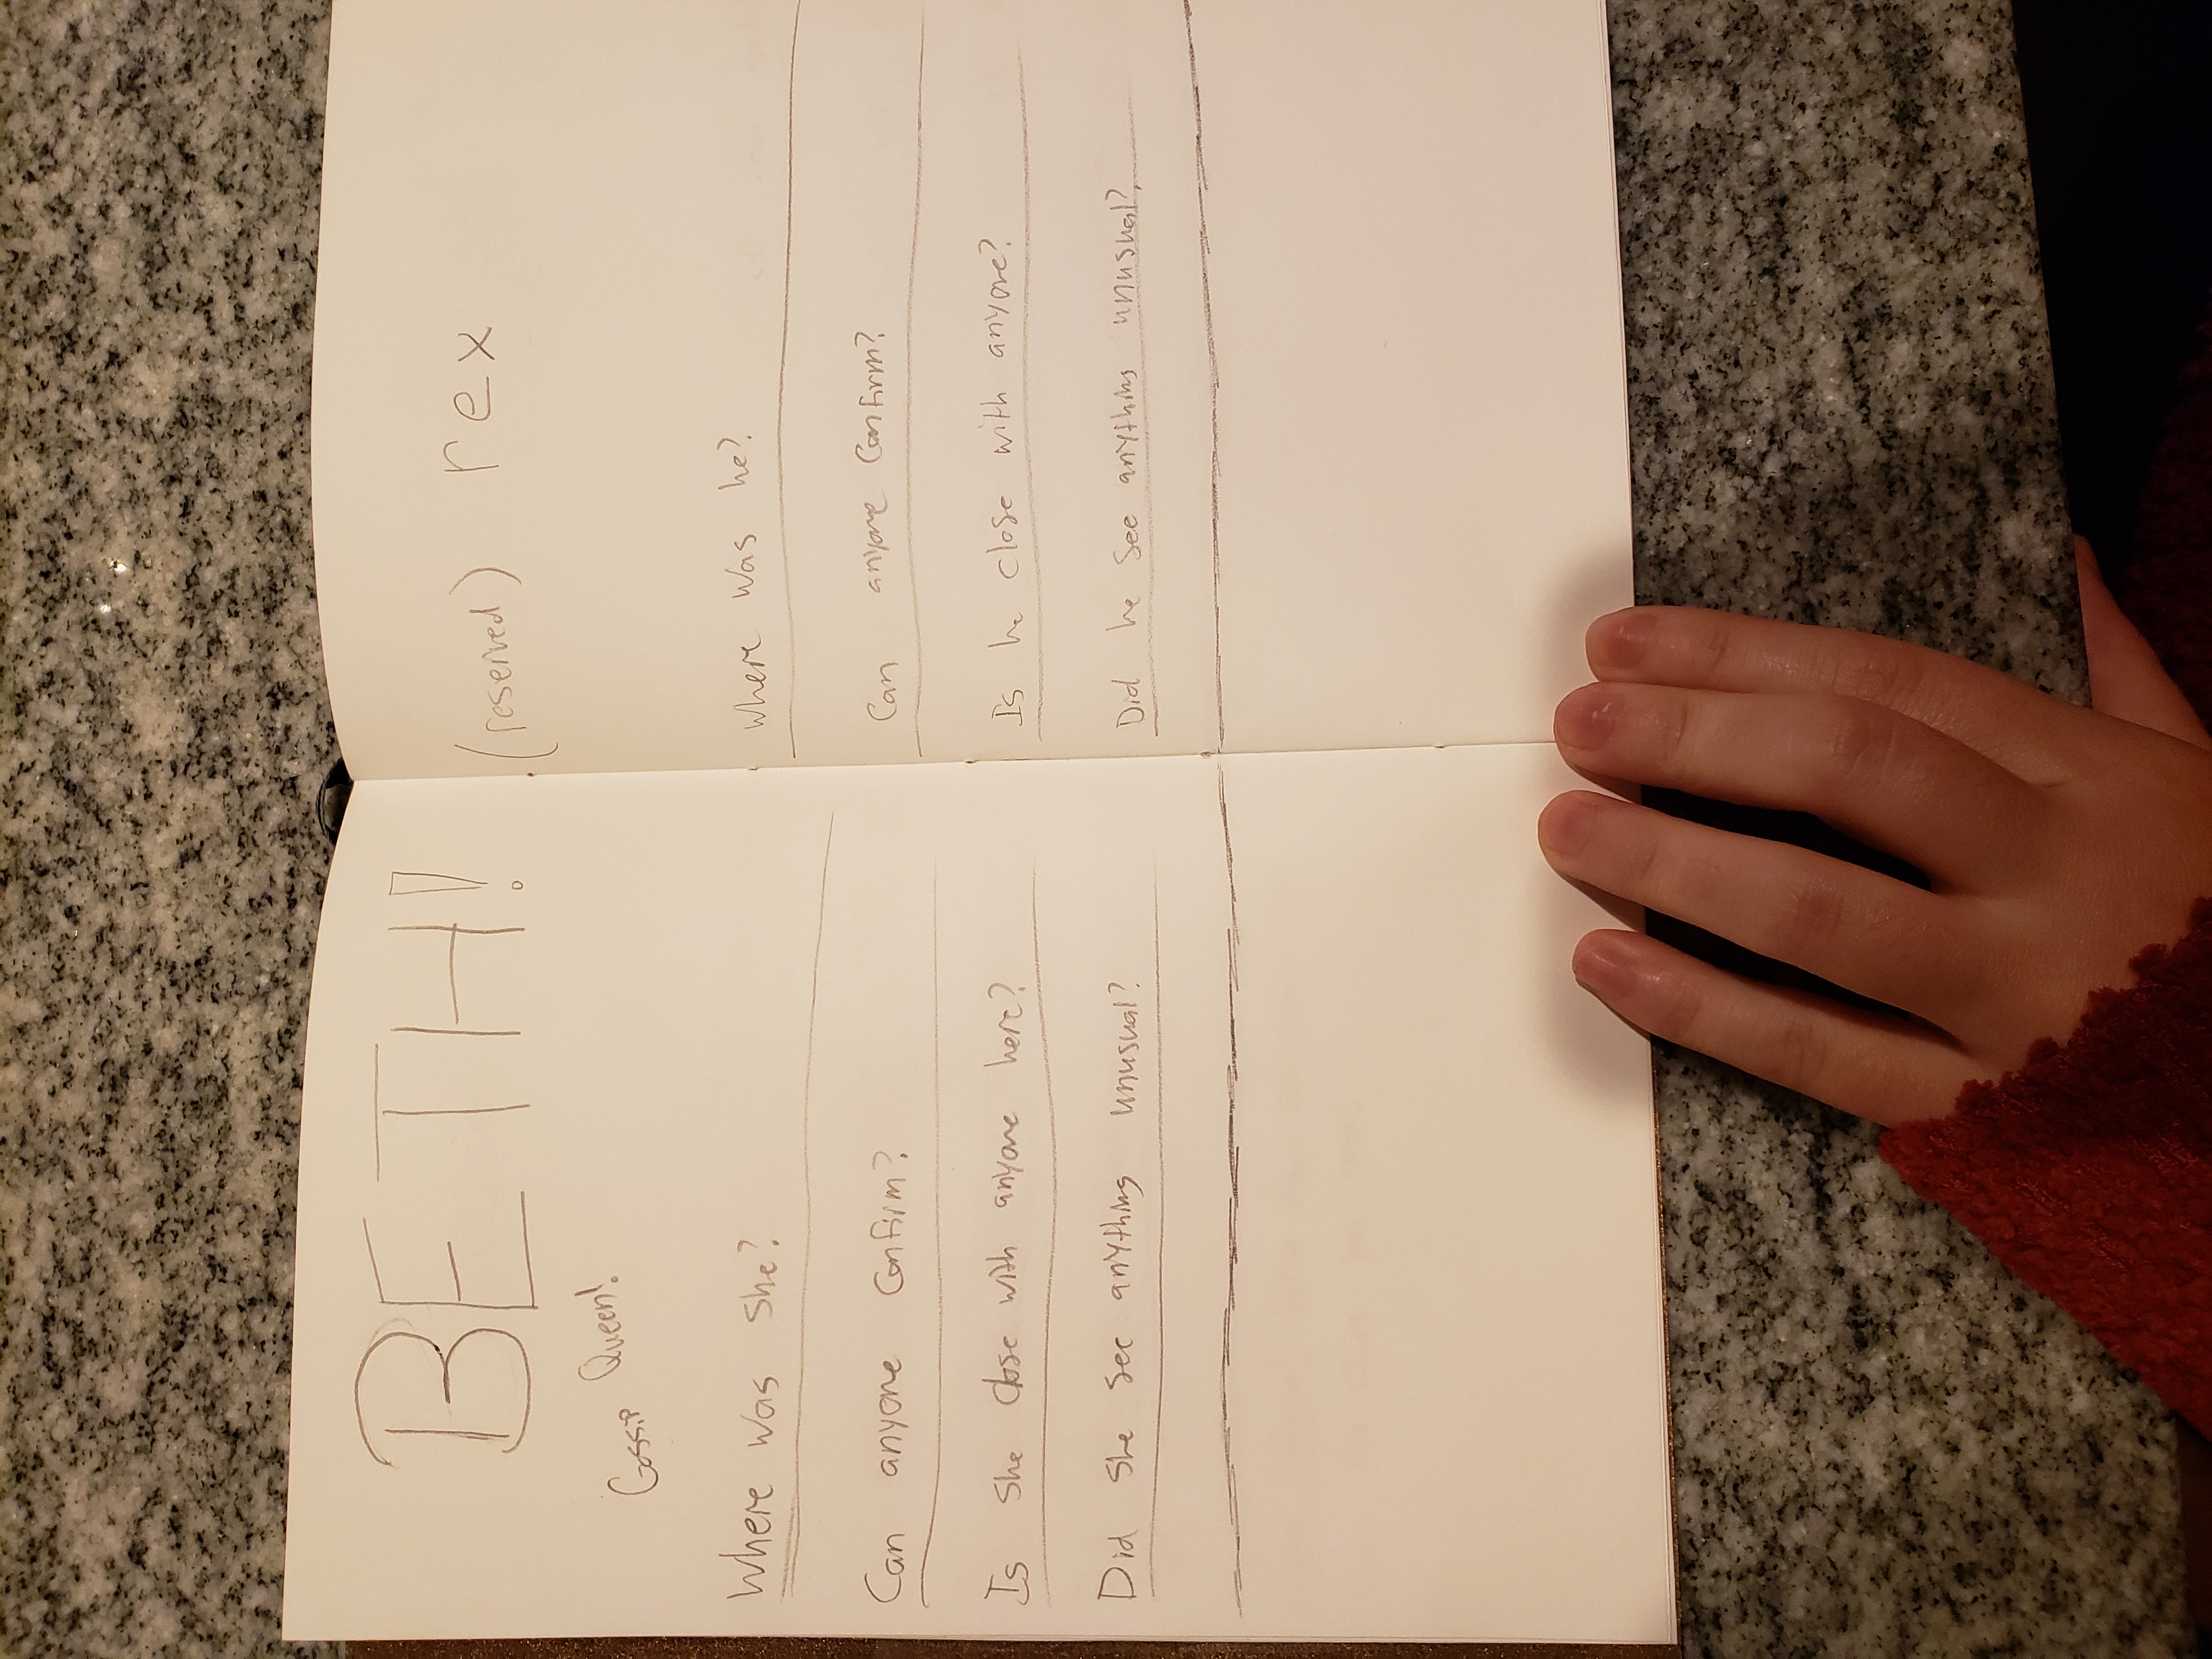 BETH!
Gossip Queen!
Where was she?
Can anyone confirm?
Is she close with anyone here?
Did she see anything unusual?
(reserved) rex
where was he?
Can anyone confirm?
Is he close with anyone?
Did he see anything unusual?